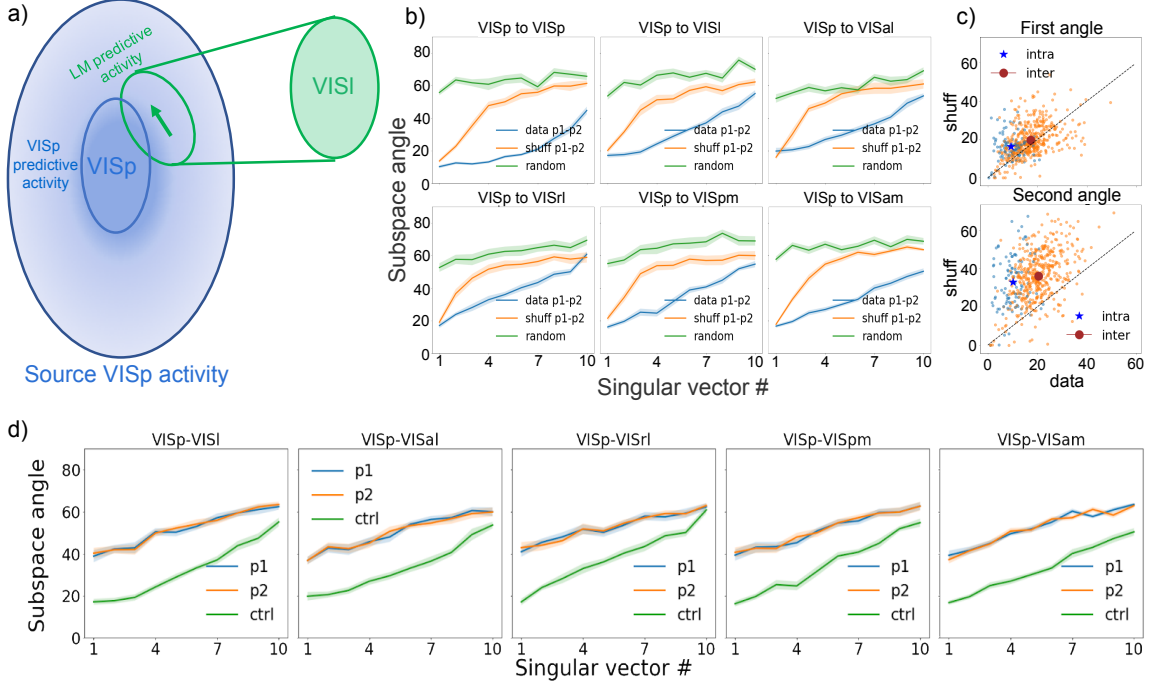 a)
LM predictive
activity
VISl
VISp
predictive
activity
VISp
Source VISp activity
b)
VISp to VISp
VISp to VISl
VISp to VISal
80
60
40
20
0
data p1-p2
shuff p1-p2
random
data p1-p2
shuff p1-p2
random
data p1-p2
shuff p1-p2
random
Subspace angle
VISp to VISrl
VISp to VISpm
VISp to VISam
80
60
40
20
0
data p1-p2
shuff p1-p2
random
data p1-p2
shuff p1-p2
random
data p1-p2
shuff p1-p2
random
1 4 7 10
1 4 7 10
1 4 7 10
Singular vector #
c)
First angle
intra
inter
shuff
60
40
20
0
0 20 40 60
Second angle
shuff
60
40
20
0
intra
inter
0 20 40 60
data
d)
VISp-VISl
VISp-VISal
VISp-VISrl
VISp-VISpm
VISp-VISam
Subspace angle
80
60
40
20
0
p1
p2
ctrl
p1
p2
ctrl
p1
p2
ctrl
p1
p2
ctrl
p1
p2
ctrl
1 4 7 10
1 4 7 10
1 4 7 10
1 4 7 10
1 4 7 10
Singular vector #